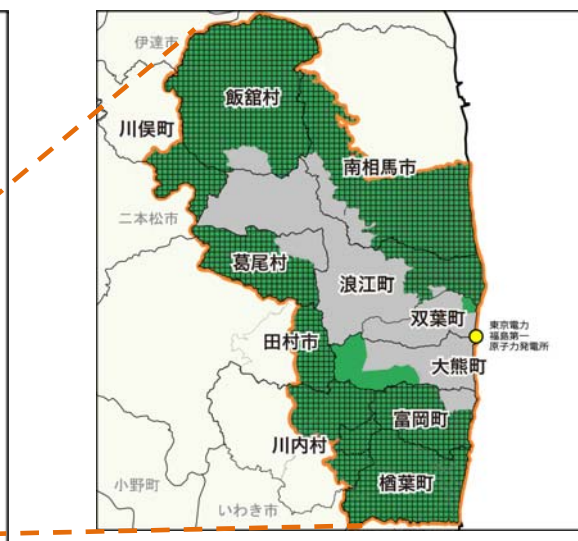 伊達市
飯舘村
川俣町
南相馬市
二本松市
葛尾村
浪江町
双葉町
東京電力
福島第一
原子力発電所
田村市
大熊町
富岡町
川内村
楢葉町
小野町
いわき市